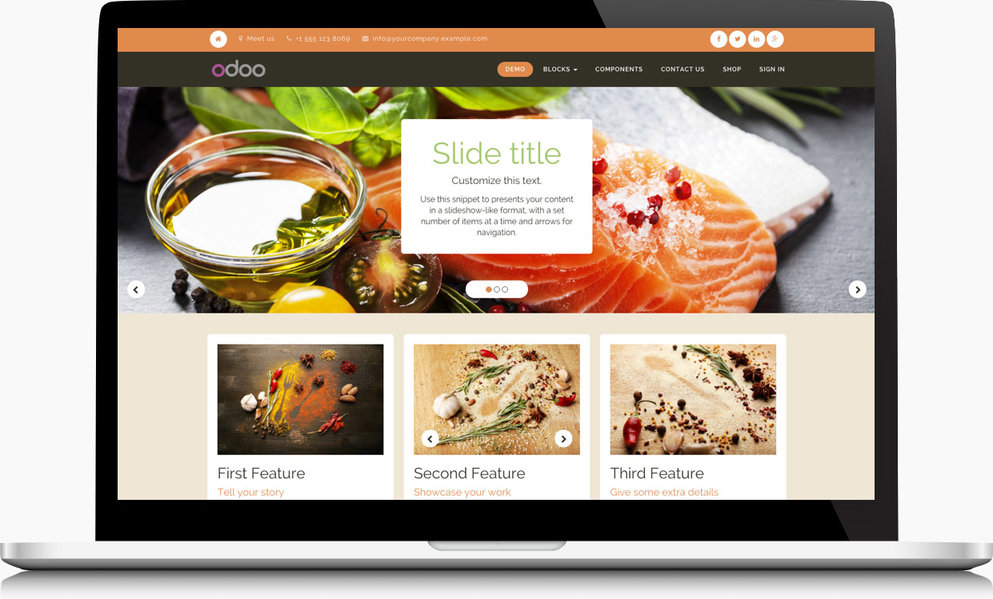 Meet us +1 555 123 8069 info@yourcompany.example.com
odoo DEMO BLOCKS COMPONENTS CONTACT US SHOP SIGN IN
Slide title
Customize this text.
Use this snippet to presents your content
in a slideshow-like format, with a set
number of items at a time and arrows for
navigation.
First Feature Second Feature Third Feature
Tell your story Showcase your work Give some extra details